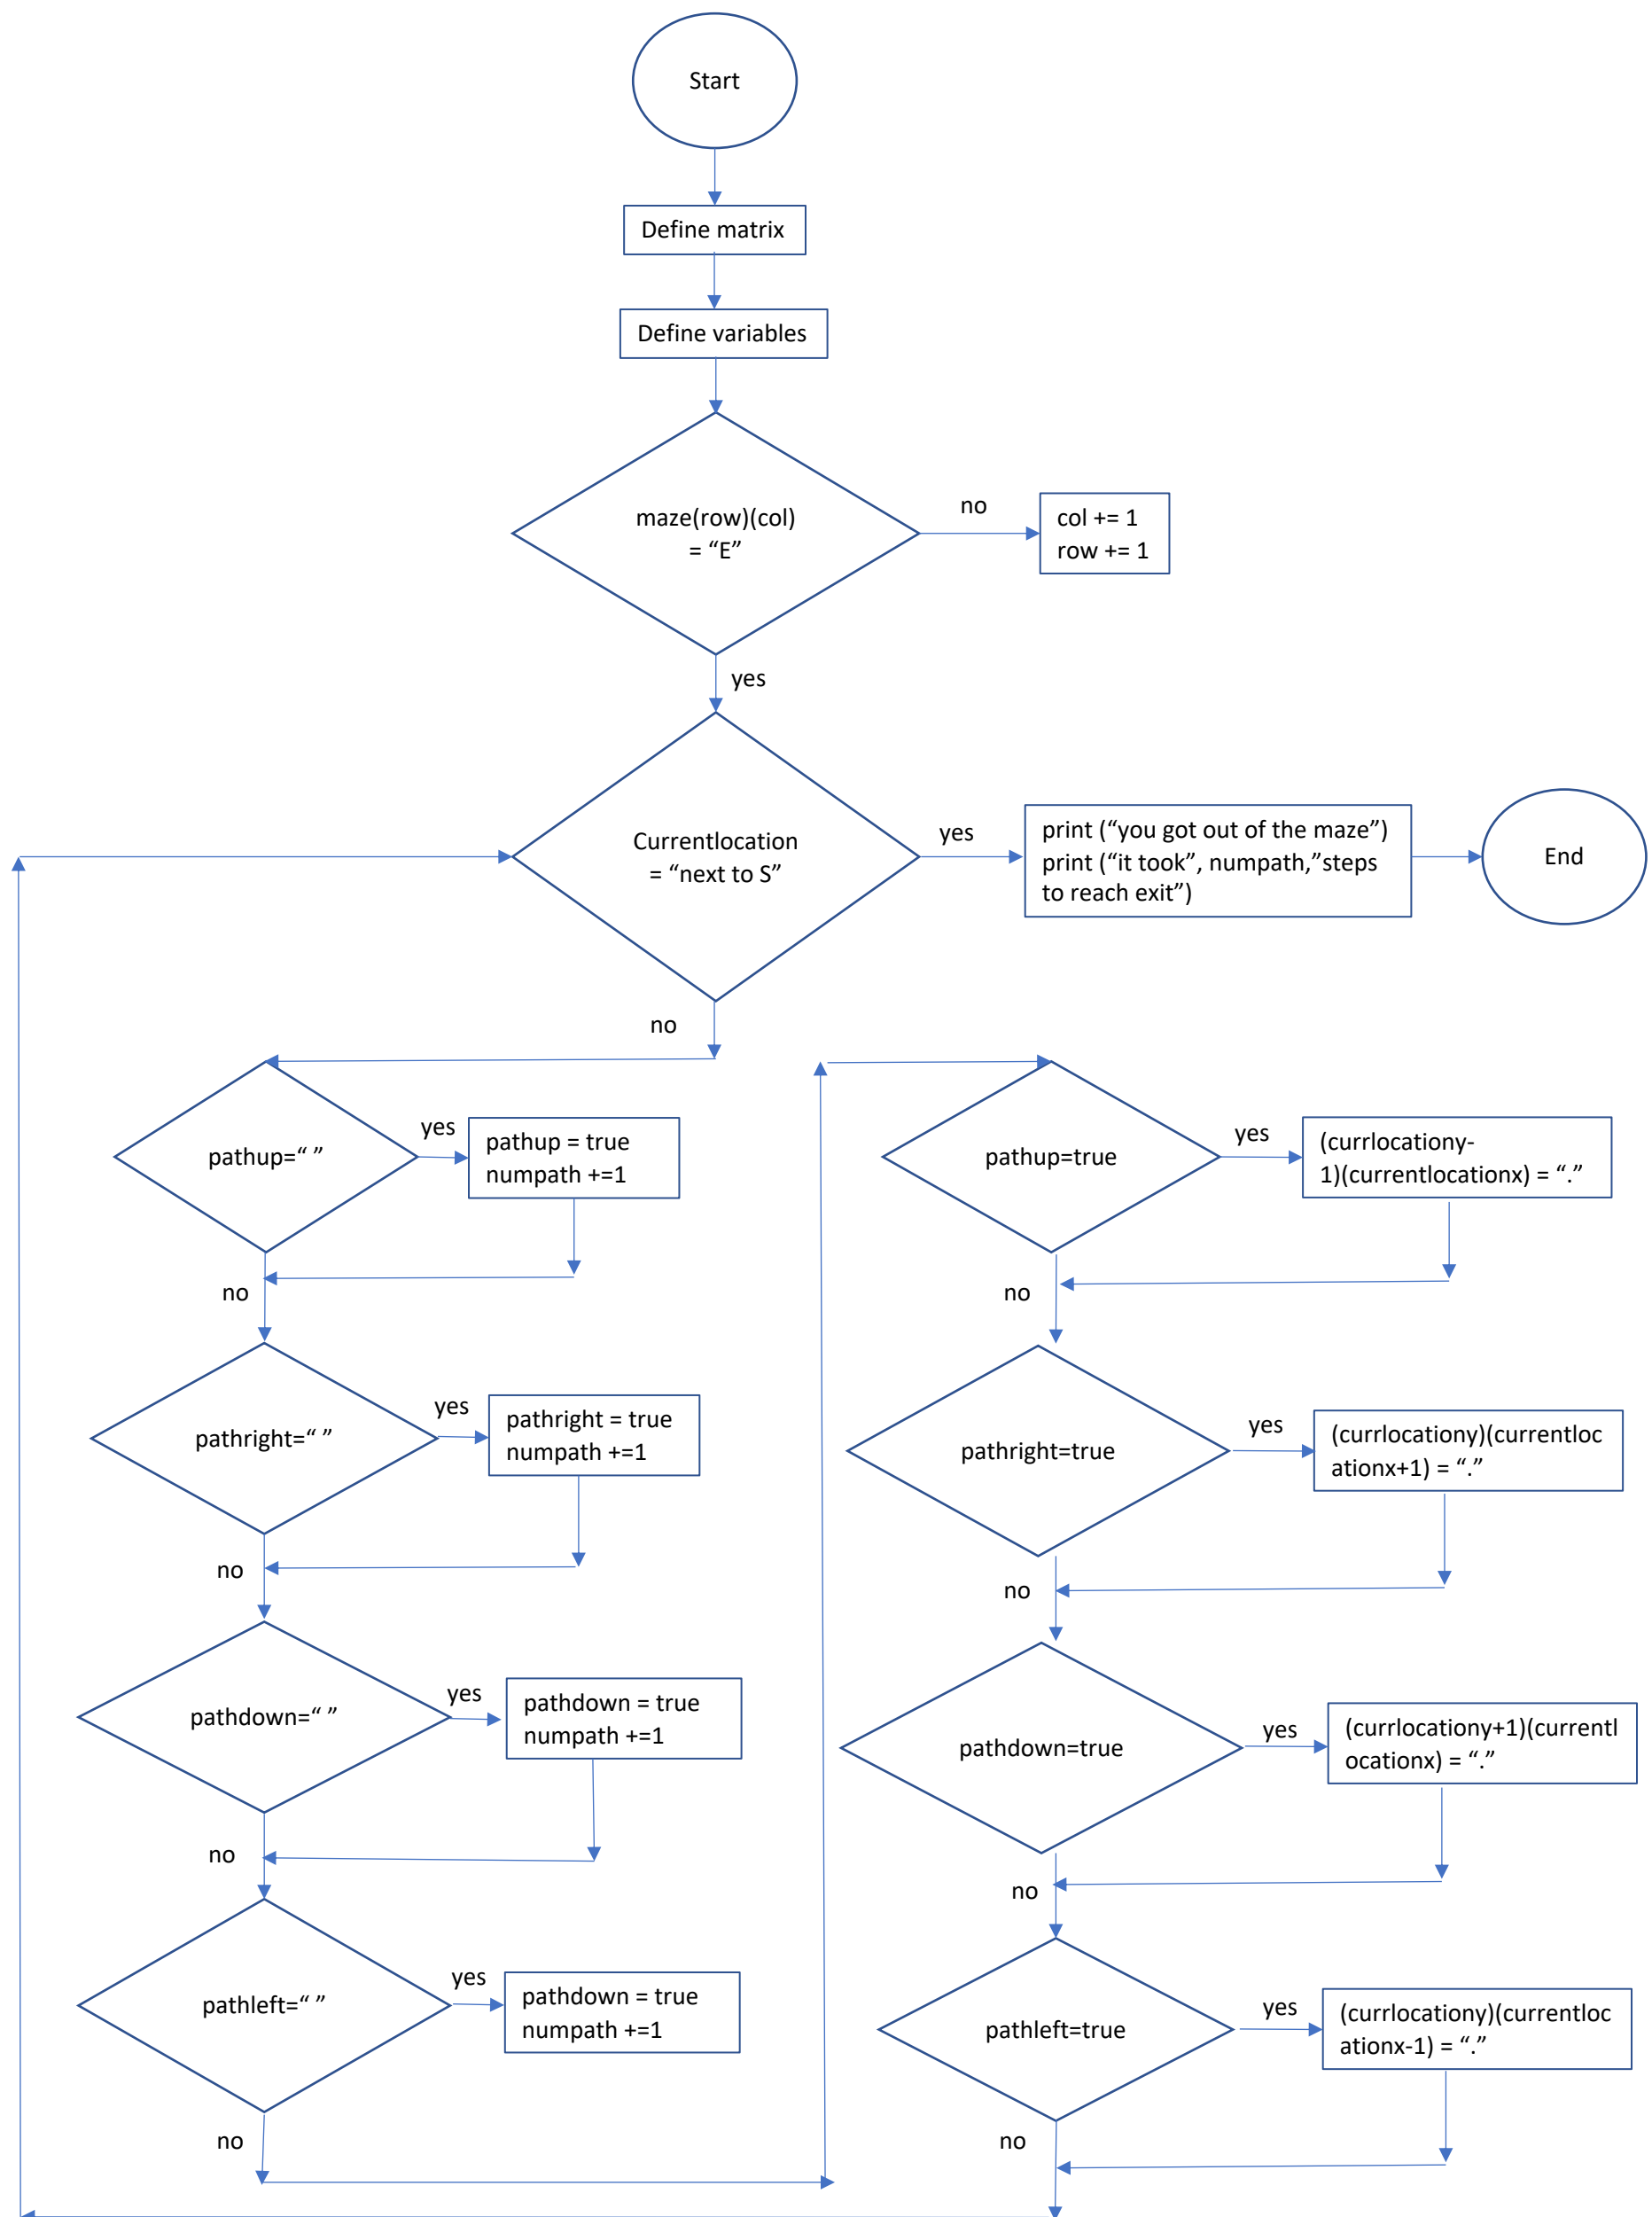 Start
Define matrix
Define variables
maze(row)(col)
= “E”
no
col += 1
row += 1
yes
Currentlocation
= “next to S”
yes
print (“you got out of the maze”)
print (“it took”, numpath,”steps
to reach exit”)
End
no
pathup=“ ”
yes
pathup = true
numpath +=1
no
pathright=“ ”
yes
pathright = true
numpath +=1
no
pathdown=“ ”
yes
pathdown = true
numpath +=1
no
pathleft=“ ”
yes
pathdown = true
numpath +=1
no
pathup=true
yes
(currlocationy-
1)(currentlocationx) = “.”
no
pathright=true
yes
(currlocationy)(currentloc
ationx+1) = “.”
no
pathdown=true
yes
(currlocationy+1)(currentl
ocationx) = “.”
no
pathleft=true
yes
(currlocationy)(currentloc
ationx-1) = “.”
no